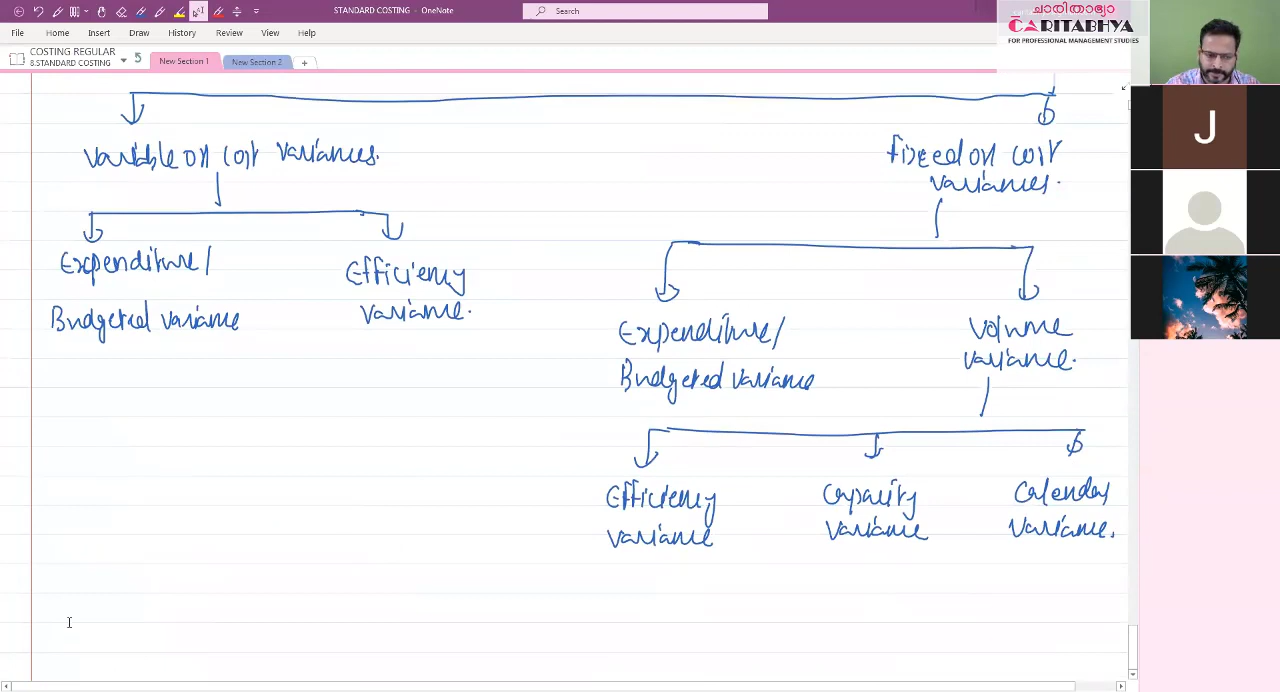 STANDARD COSTING - OneNote
Search
ചാരിതാഭ്യാ
CARITABHYA
FOR PROFESSIONAL MANAGEMENT STUDIES
File Home Insert Draw History Review View Help
COSTING REGULAR
8.STANDARD COSTING
New Section 1 New Section 2 +
J
Variable OH Cost Variances.
Fixed OH Cost
Variances.
Expenditure/
Budgeted Variance
Efficiency
Variance.
Expenditure/
Budgeted Variance
Volume
Variance.
Efficiency
Variance
Capacity
Variance
Calendar
Variance.